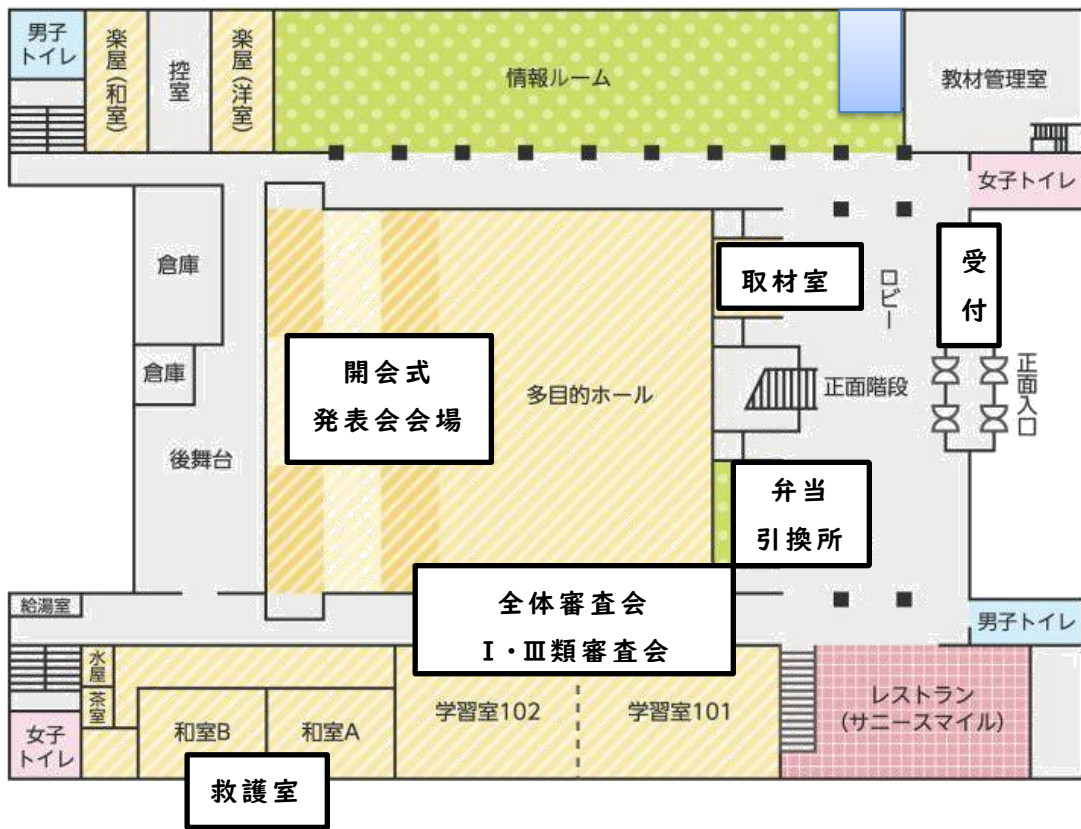 男子
トイレ
楽屋(和室)
控室
楽屋(洋室)
情報ルーム
教材管理室
女子トイレ
倉庫
取材室
ロビー
受
付
倉庫
開会式
発表会会場
多目的ホール
正面階段
正面入口
後舞台
弁当
引換所
給湯室
全体審査会
Ⅰ・Ⅲ類審査会
男子トイレ
水屋
茶室
女子
トイレ
和室B
和室A
学習室102
学習室101
レストラン
(サニースマイル)
救護室